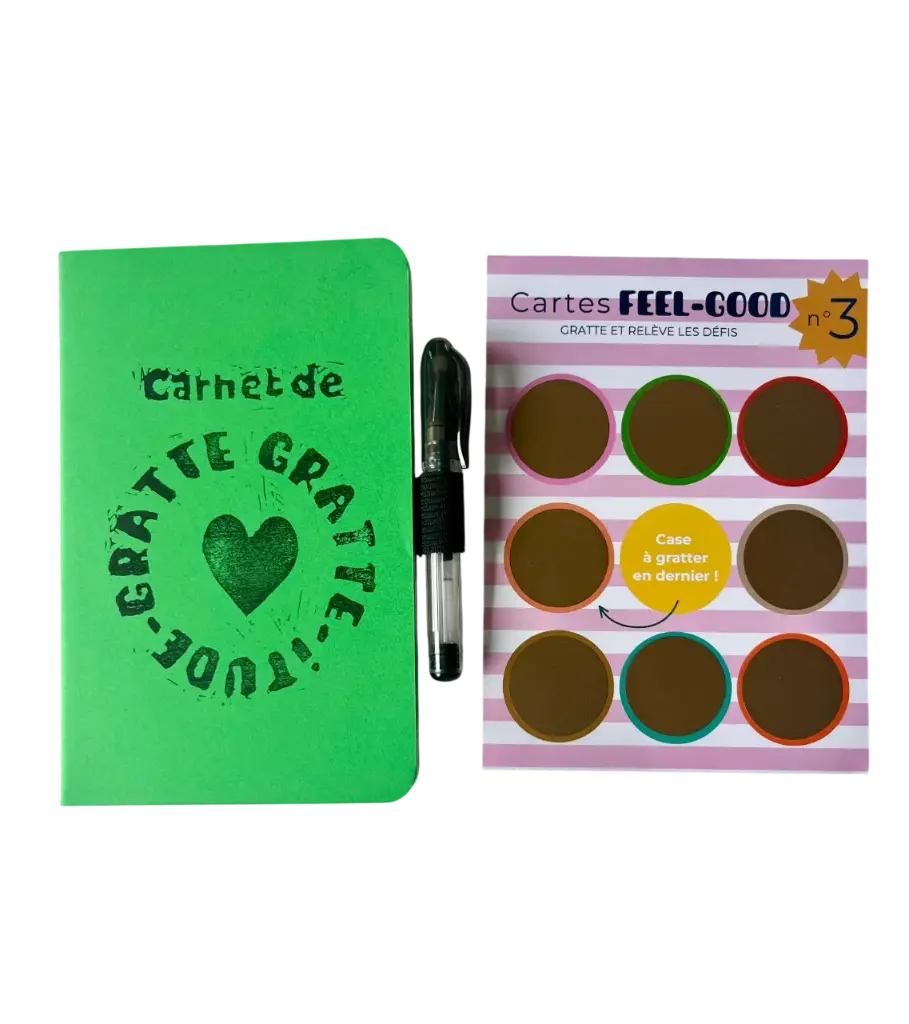 Carnet de
GRATTE GRATTE-iTUDE-
Cartes FEEL-GOOD n°3
GRATTE ET RELÈVE LES DÉFIS
Case
à gratter
en dernier !